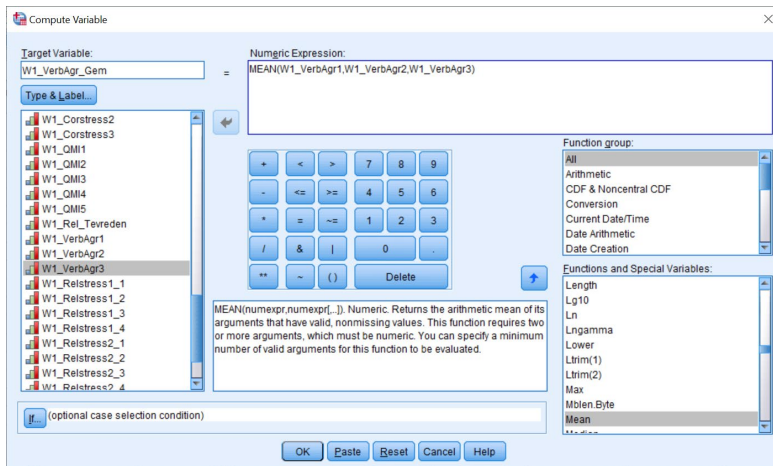 Compute Variable
Target Variable:
W1_VerbAgr_Gem
=
Numeric Expression:
MEAN(W1_VerbAgr1,W1_VerbAgr2,W1_VerbAgr3)
Type & Label...
W1_Corstress2
W1_Corstress3
W1_QMI1
W1_QMI2
W1_QMI3
W1_QMI4
W1_QMI5
W1_Rel_Tevreden
W1_VerbAgr1
W1_VerbAgr2
W1_VerbAgr3
W1_Relstress1_1
W1_Relstress1_2
W1_Relstress1_3
W1_Relstress1_4
W1_Relstress2_1
W1_Relstress2_2
W1_Relstress2_3
W1_Relstress2_4
+ < > 7 8 9
- <= >= 4 5 6
* = ~= 1 2 3
/ & | 0 .
** ~ ( ) Delete
MEAN(numexpr,numexpr[,..]). Numeric. Returns the arithmetic mean of its
arguments that have valid, nonmissing values. This function requires two
or more arguments, which must be numeric. You can specify a minimum
number of valid arguments for this function to be evaluated.
Function group:
All
Arithmetic
CDF & Noncentral CDF
Conversion
Current Date/Time
Date Arithmetic
Date Creation
Functions and Special Variables:
Length
Lg10
Ln
Lngamma
Lower
Ltrim(1)
Ltrim(2)
Max
Mblen.Byte
Mean
Median
If... (optional case selection condition)
OK Paste Reset Cancel Help